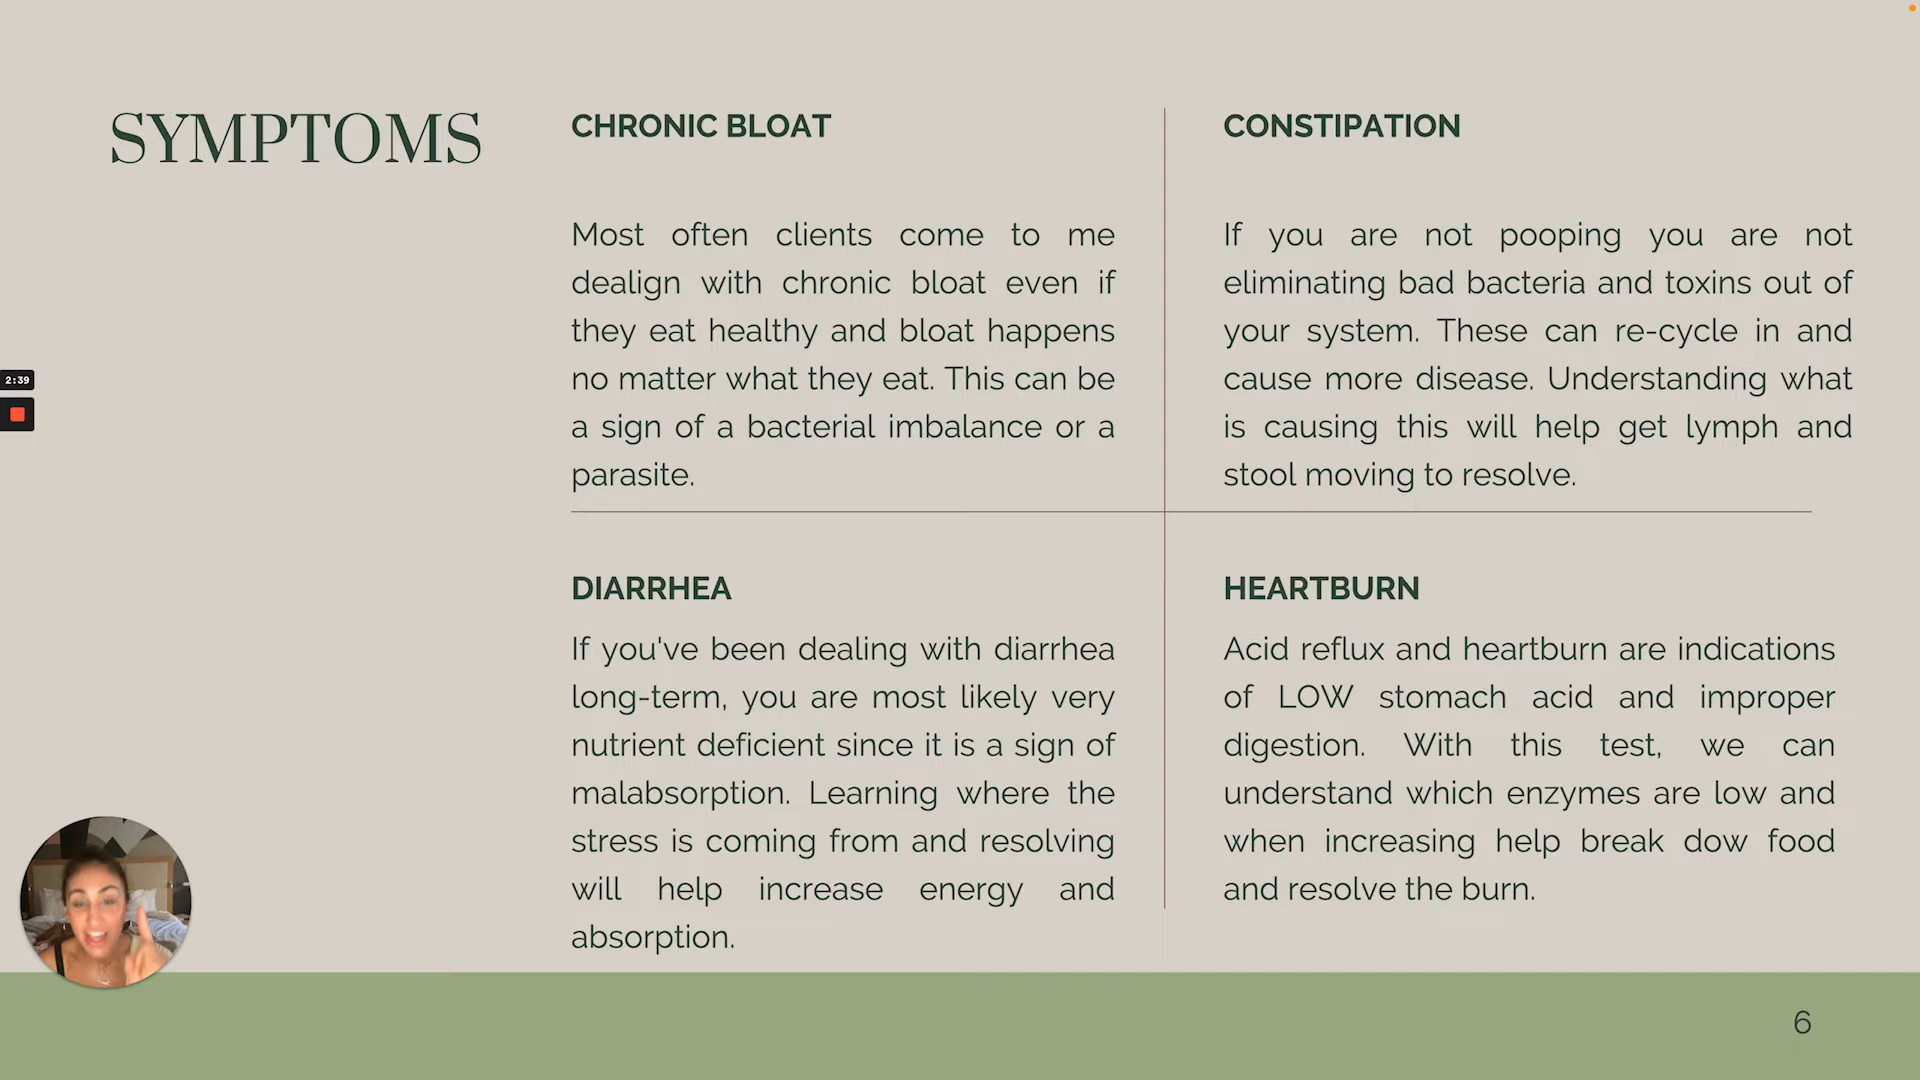 SYMPTOMS
CHRONIC BLOAT
Most often clients come to me
dealign with chronic bloat even if
they eat healthy and bloat happens
no matter what they eat. This can be
a sign of a bacterial imbalance or a
parasite.
CONSTIPATION
If you are not pooping you are not
eliminating bad bacteria and toxins out of
your system. These can re-cycle in and
cause more disease. Understanding what
is causing this will help get lymph and
stool moving to resolve.
2:39
DIARRHEA
If you've been dealing with diarrhea
long-term, you are most likely very
nutrient deficient since it is a sign of
malabsorption. Learning where the
stress is coming from and resolving
will help increase energy and
absorption.
HEARTBURN
Acid reflux and heartburn are indications
of LOW stomach acid and improper
digestion. With this test, we can
understand which enzymes are low and
when increasing help break dow food
and resolve the burn.
6